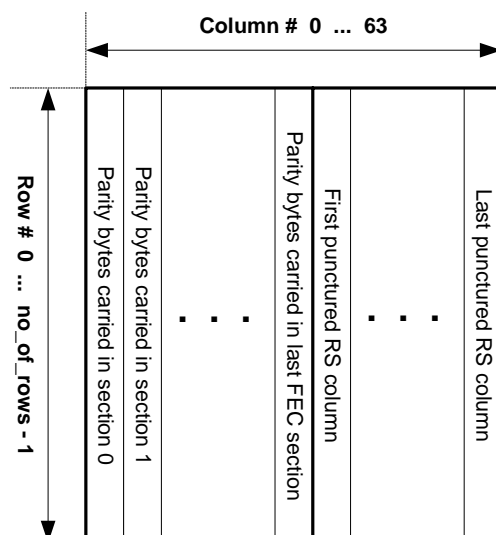 Column # 0 ... 63
Row # 0 ... no_of_rows - 1
Parity bytes carried in section 0
Parity bytes carried in section 1
. . .
Parity bytes carried in last FEC section
First punctured RS column
. . .
Last punctured RS column